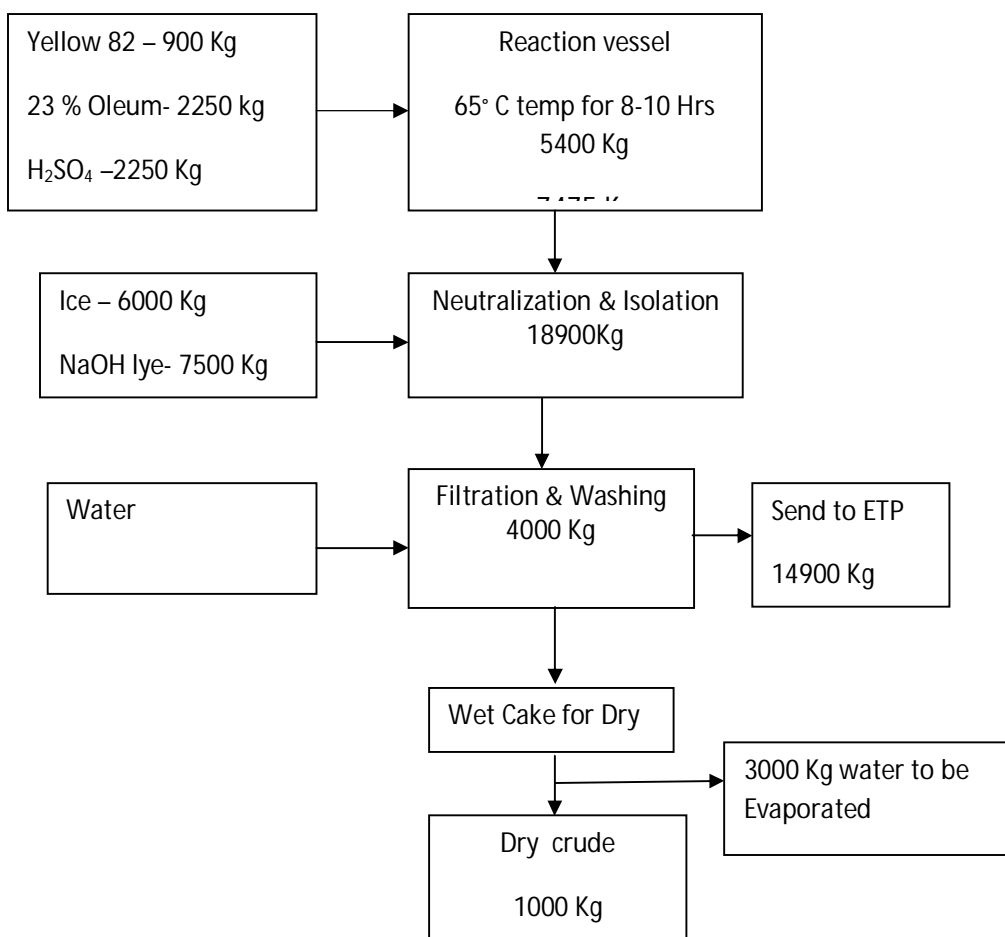 Yellow 82 – 900 Kg
23 % Oleum- 2250 kg
H₂SO₄ –2250 Kg
Reaction vessel
65° C temp for 8-10 Hrs
5400 Kg
Ice – 6000 Kg
NaOH lye- 7500 Kg
Neutralization & Isolation
18900Kg
Water
Filtration & Washing
4000 Kg
Send to ETP
14900 Kg
Wet Cake for Dry
3000 Kg water to be
Evaporated
Dry crude
1000 Kg